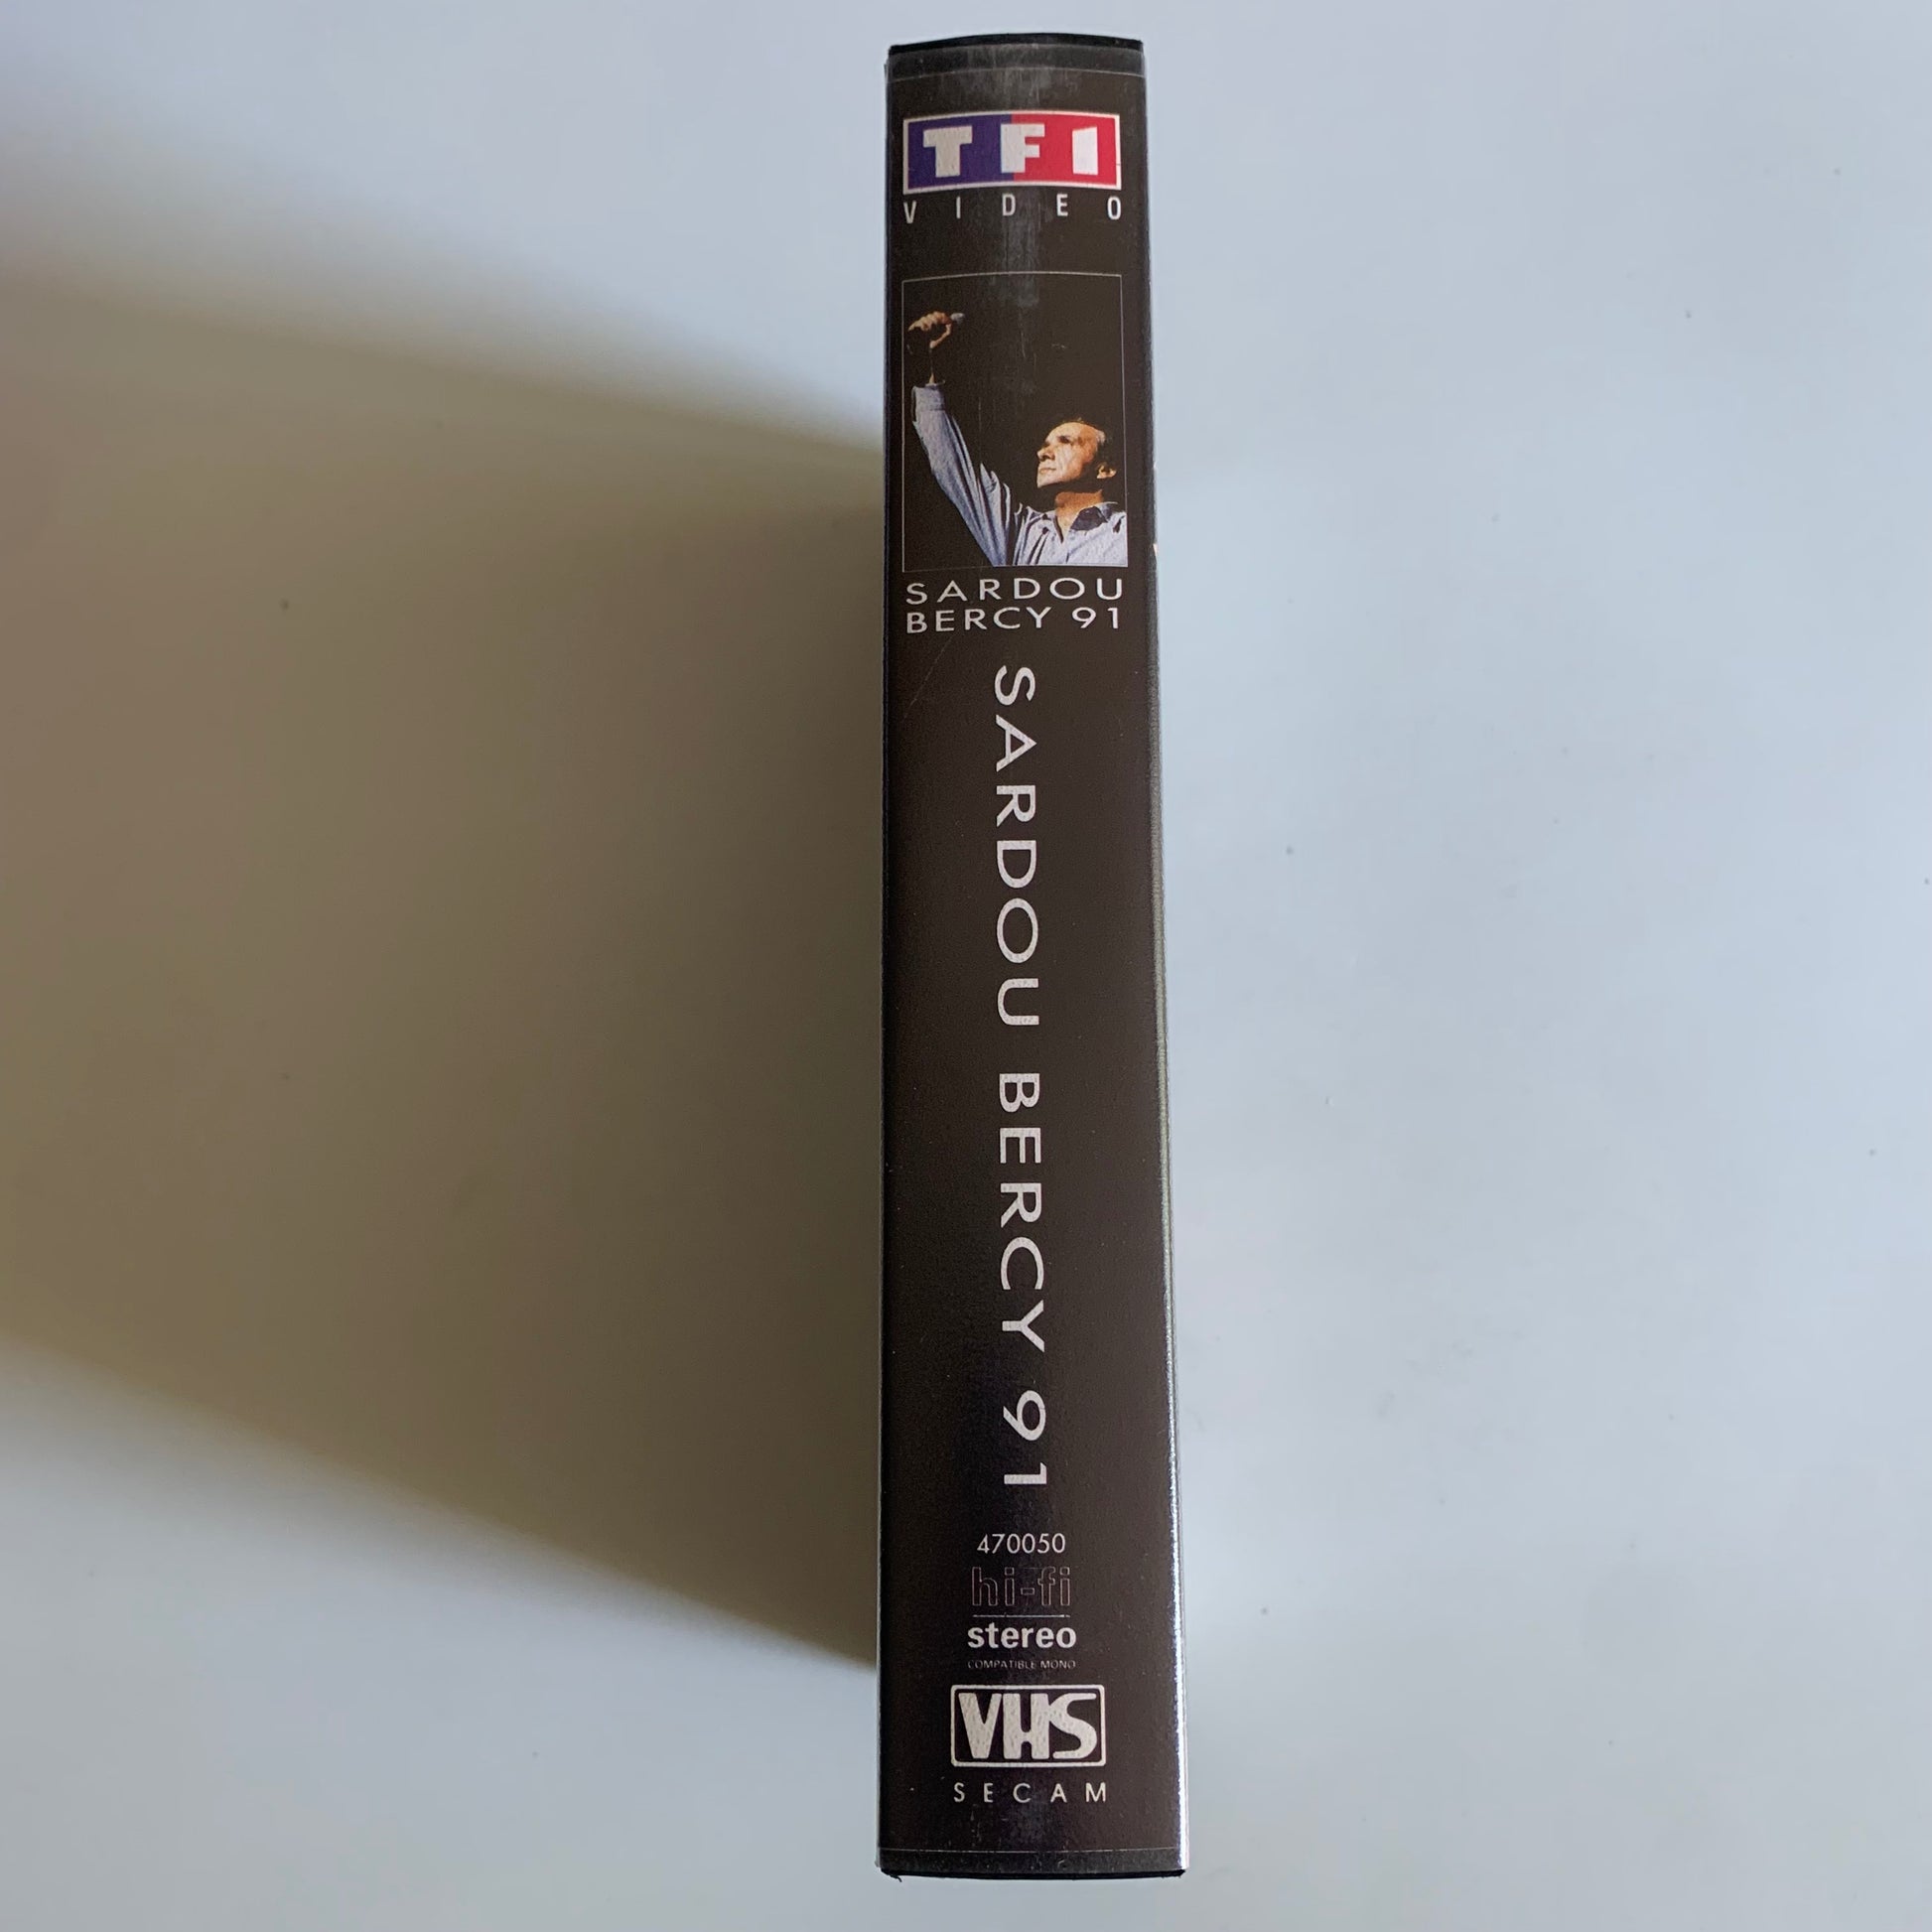 TF1
VIDEO
SARDOU
BERCY 91
SARDOU BERCY 91
470050
hi-fi
stereo
COMPATIBLE MONO
VHS
SECAM